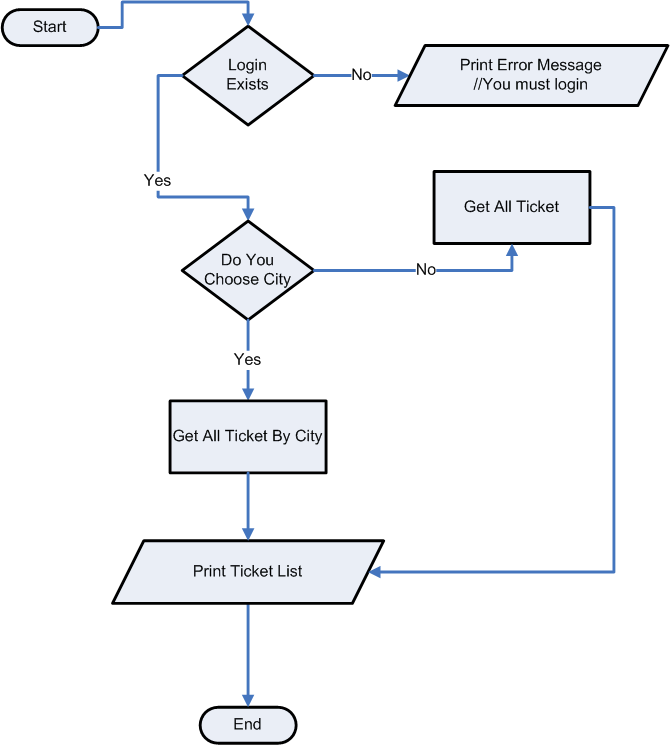 Start
Login
Exists
No
Print Error Message
//You must login
Yes
Get All Ticket
Do You
Choose City
No
Yes
Get All Ticket By City
Print Ticket List
End